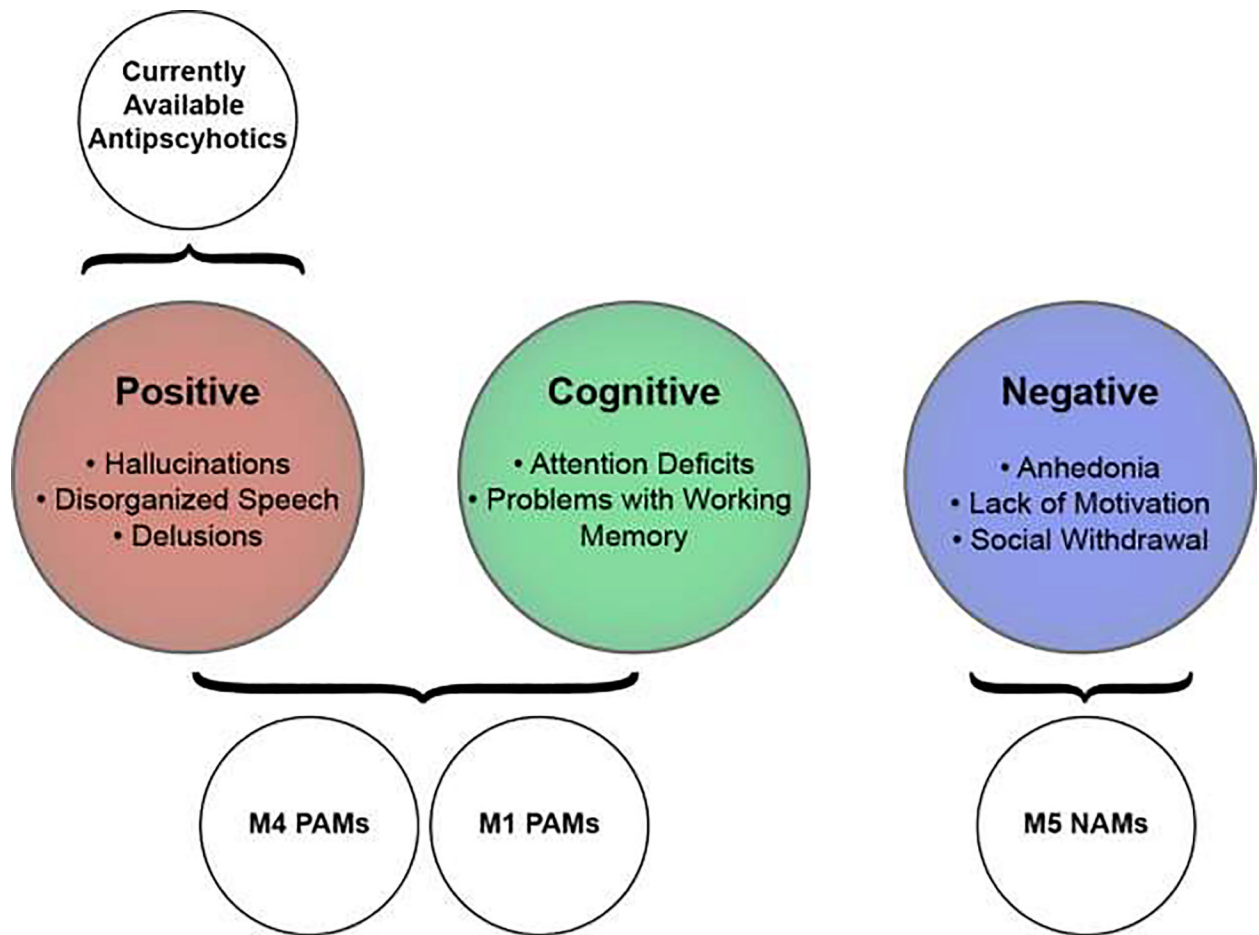 Currently
Available
Antipscyhotics
Positive
• Hallucinations
• Disorganized Speech
• Delusions
Cognitive
• Attention Deficits
• Problems with Working
Memory
Negative
• Anhedonia
• Lack of Motivation
• Social Withdrawal
M4 PAMs
M1 PAMs
M5 NAMs